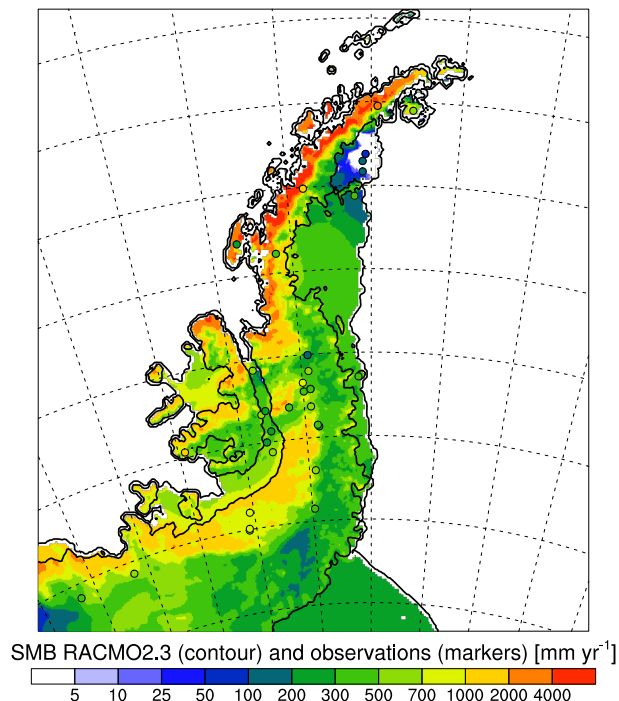 SMB RACMO2.3 (contour) and observations (markers) [mm yr⁻¹]
5 10 25 50 100 200 300 500 700 1000 2000 4000